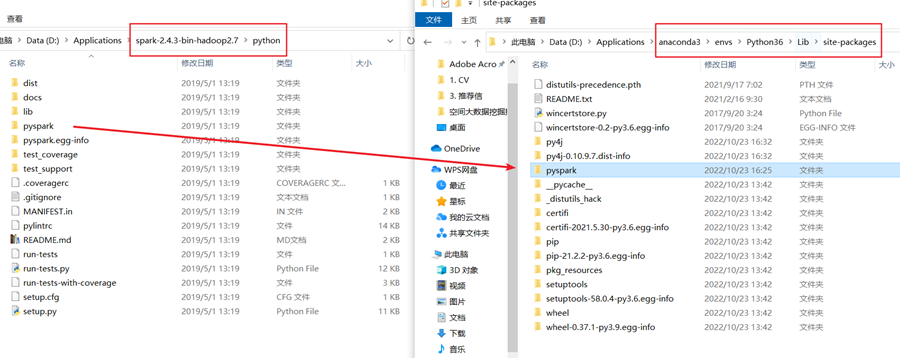 查看
此电脑 > Data (D:) > Applications > spark-2.4.3-bin-hadoop2.7 > python
名称 修改日期 类型 大小
dist 2019/5/1 13:19 文件夹
docs 2019/5/1 13:19 文件夹
lib 2019/5/1 13:19 文件夹
pyspark 2019/5/1 13:19 文件夹
pyspark.egg-info 2019/5/1 13:19 文件夹
test_coverage 2019/5/1 13:19 文件夹
test_support 2019/5/1 13:19 文件夹
.coveragerc 2019/5/1 13:19 COVERAGERC 文... 1 KB
.gitignore 2019/5/1 13:19 文本文档 1 KB
MANIFEST.in 2019/5/1 13:19 IN 文件 2 KB
pylintrc 2019/5/1 13:19 文件 14 KB
README.md 2019/5/1 13:19 MD文档 2 KB
run-tests 2019/5/1 13:19 文件 1 KB
run-tests.py 2019/5/1 13:19 Python File 12 KB
run-tests-with-coverage 2019/5/1 13:19 文件 3 KB
setup.cfg 2019/5/1 13:19 CFG 文件 1 KB
setup.py 2019/5/1 13:19 Python File 11 KB
site-packages
文件 主页 共享 查看
此电脑 > Data (D:) > Applications > anaconda3 > envs > Python36 > Lib > site-packages
Adobe Acro
1. CV
3. 推荐信
空间大数据挖掘
桌面
OneDrive
WPS网盘
最近
星标
我的云文档
共享文件夹
此电脑
3D 对象
视频
图片
文档
下载
音乐
名称 修改日期 类型 大小
distutils-precedence.pth 2021/9/17 7:02 PTH 文件
README.txt 2021/2/16 9:30 文本文档
wincertstore.py 2017/9/20 3:24 Python File
wincertstore-0.2-py3.6.egg-info 2017/9/20 3:24 EGG-INFO 文件
py4j 2022/10/23 16:32 文件夹
py4j-0.10.9.7.dist-info 2022/10/23 16:32 文件夹
pyspark 2022/10/23 16:25 文件夹
__pycache__ 2022/10/23 13:42 文件夹
_distutils_hack 2022/10/23 13:42 文件夹
certifi 2022/10/23 13:42 文件夹
certifi-2021.5.30-py3.6.egg-info 2022/10/23 13:42 文件夹
pip 2022/10/23 13:42 文件夹
pip-21.2.2-py3.6.egg-info 2022/10/23 13:42 文件夹
pkg_resources 2022/10/23 13:42 文件夹
setuptools 2022/10/23 13:42 文件夹
setuptools-58.0.4-py3.6.egg-info 2022/10/23 13:42 文件夹
wheel 2022/10/23 13:42 文件夹
wheel-0.37.1-py3.9.egg-info 2022/10/23 13:42 文件夹